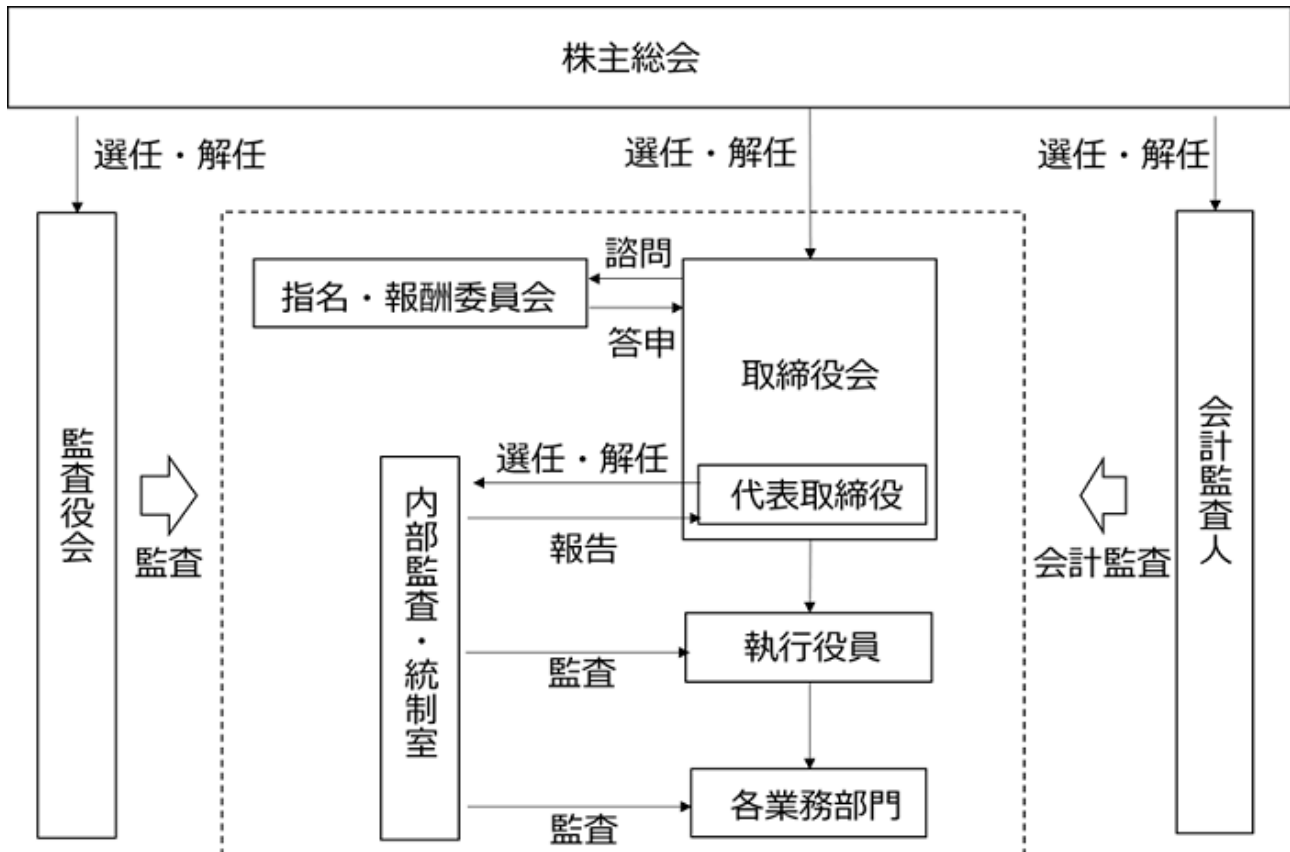 株主総会
選任・解任
選任・解任
選任・解任
諮問
指名・報酬委員会
答申
取締役会
監査役会
監査
選任・解任
代表取締役
報告
内部監査・統制室
会計監査
会計監査人
執行役員
監査
各業務部門
監査